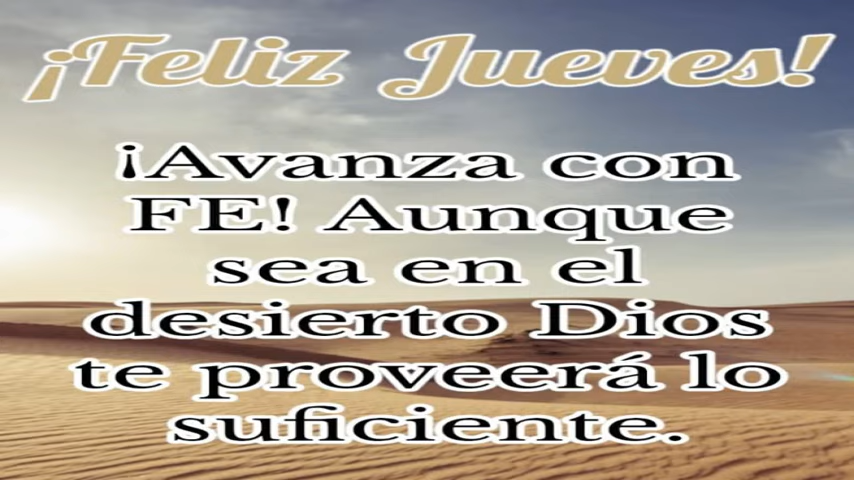 ¡Feliz Jueves!
¡Avanza con
FE! Aunque
sea en el
desierto Dios
te proveerá lo
suficiente.